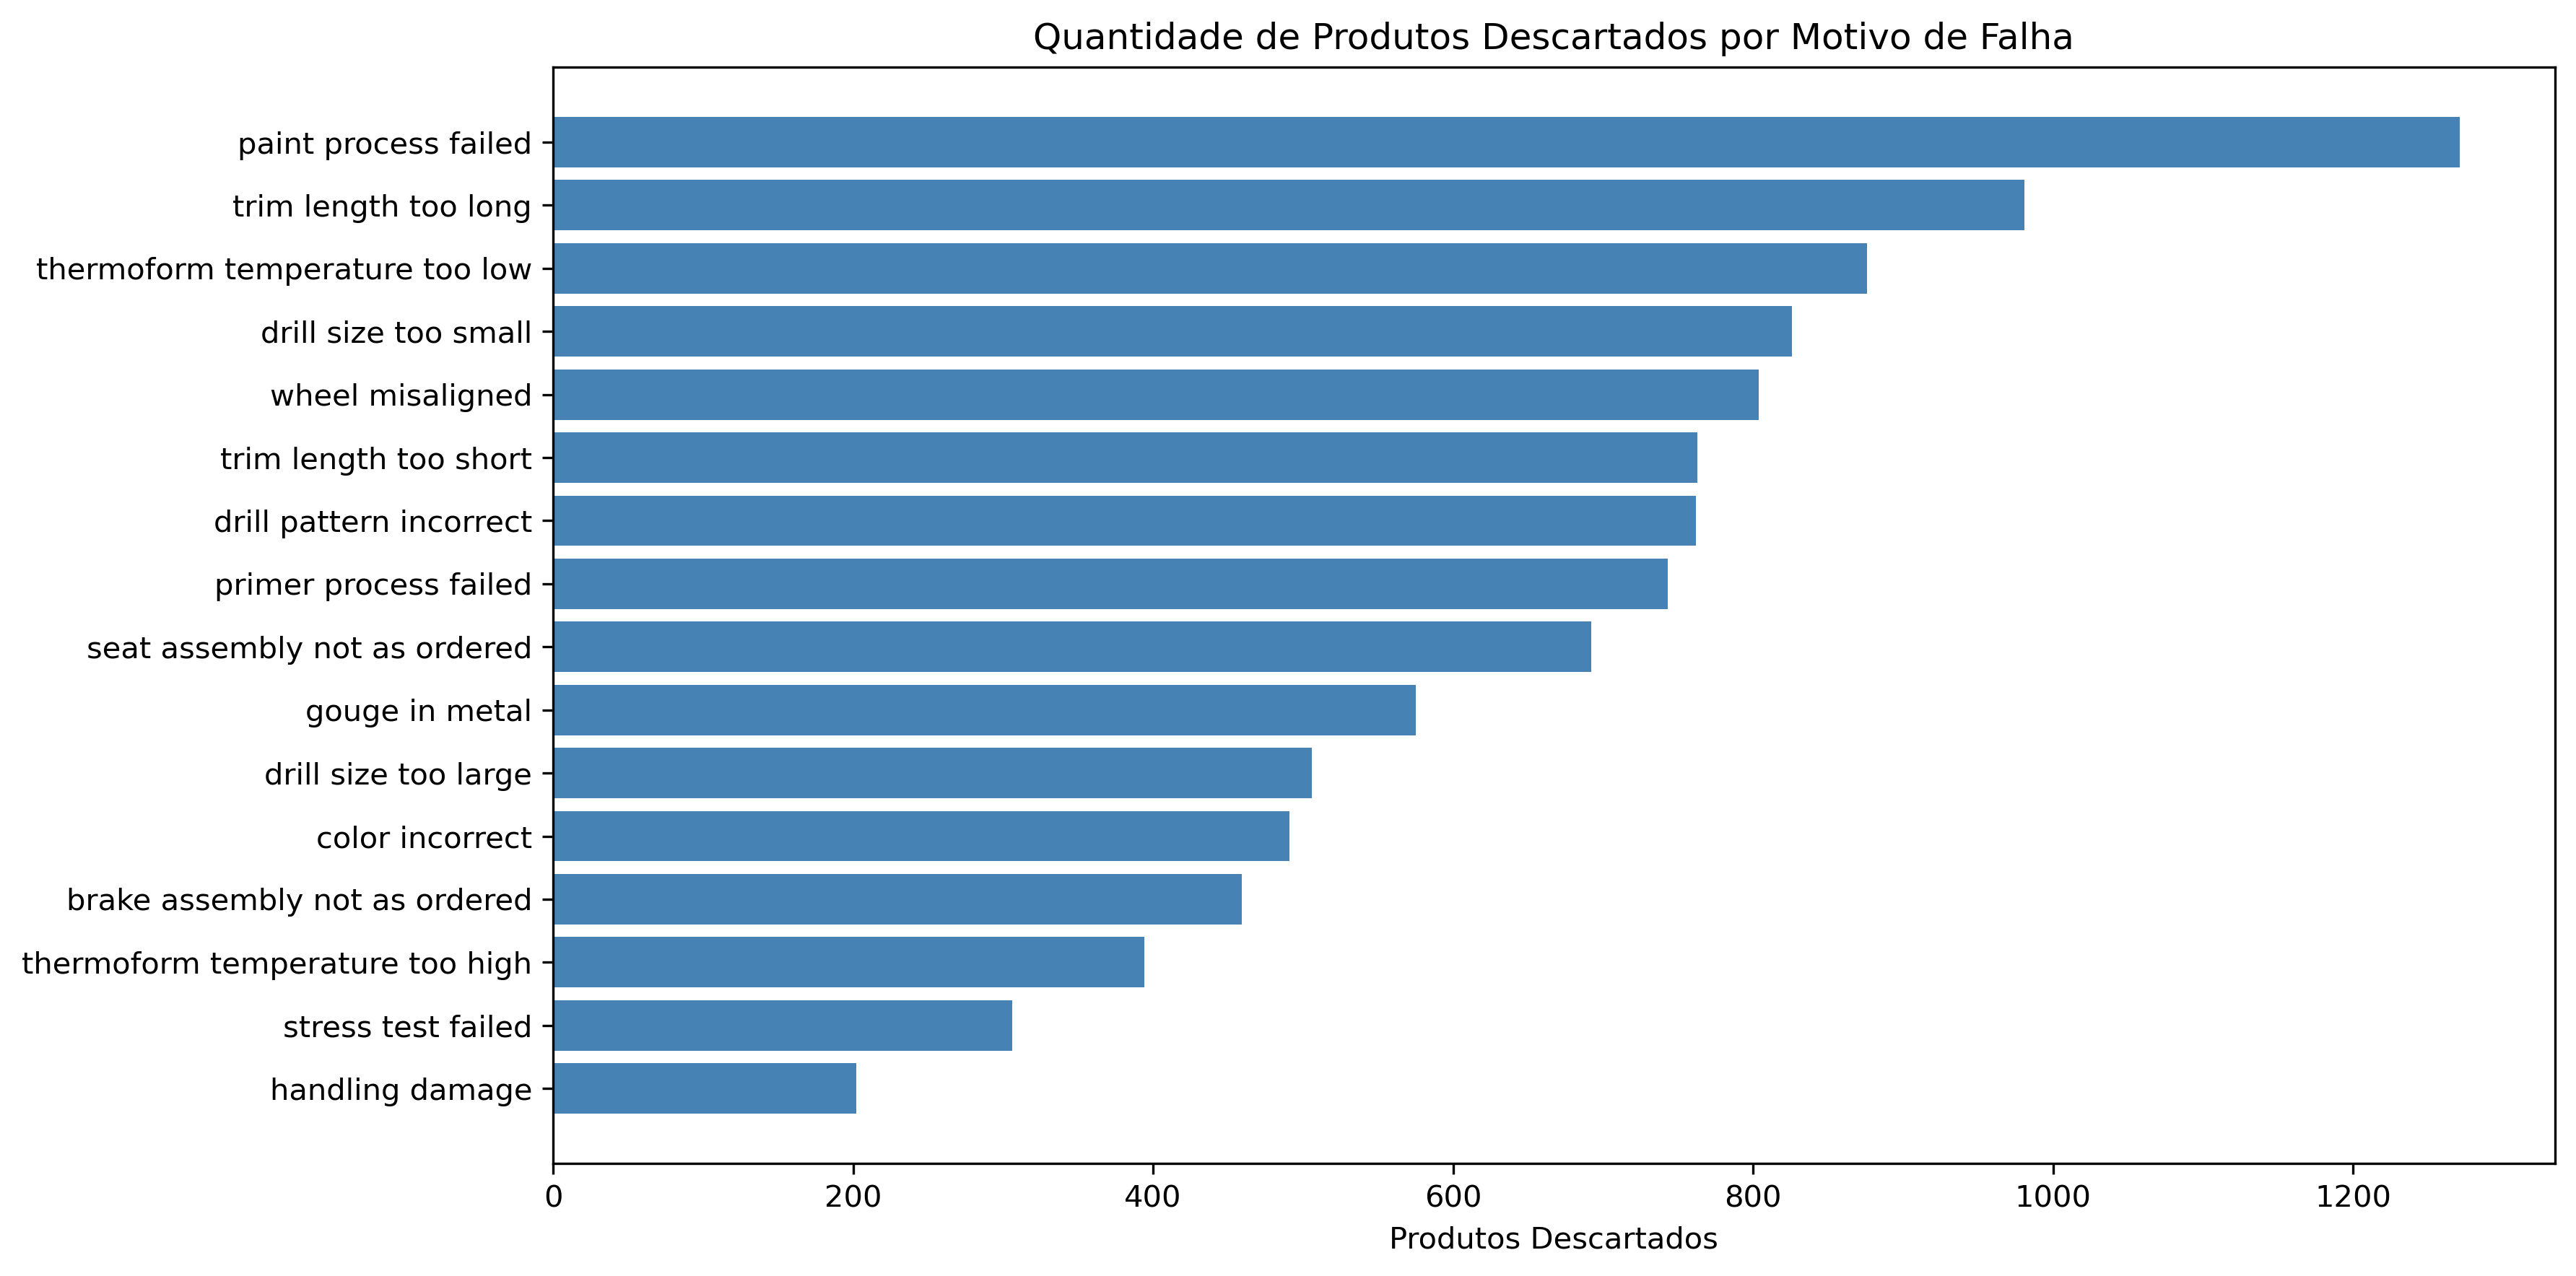 Quantidade de Produtos Descartados por Motivo de Falha
paint process failed
trim length too long
thermoform temperature too low
drill size too small
wheel misaligned
trim length too short
drill pattern incorrect
primer process failed
seat assembly not as ordered
gouge in metal
drill size too large
color incorrect
brake assembly not as ordered
thermoform temperature too high
stress test failed
handling damage
0 200 400 600 800 1000 1200
Produtos Descartados